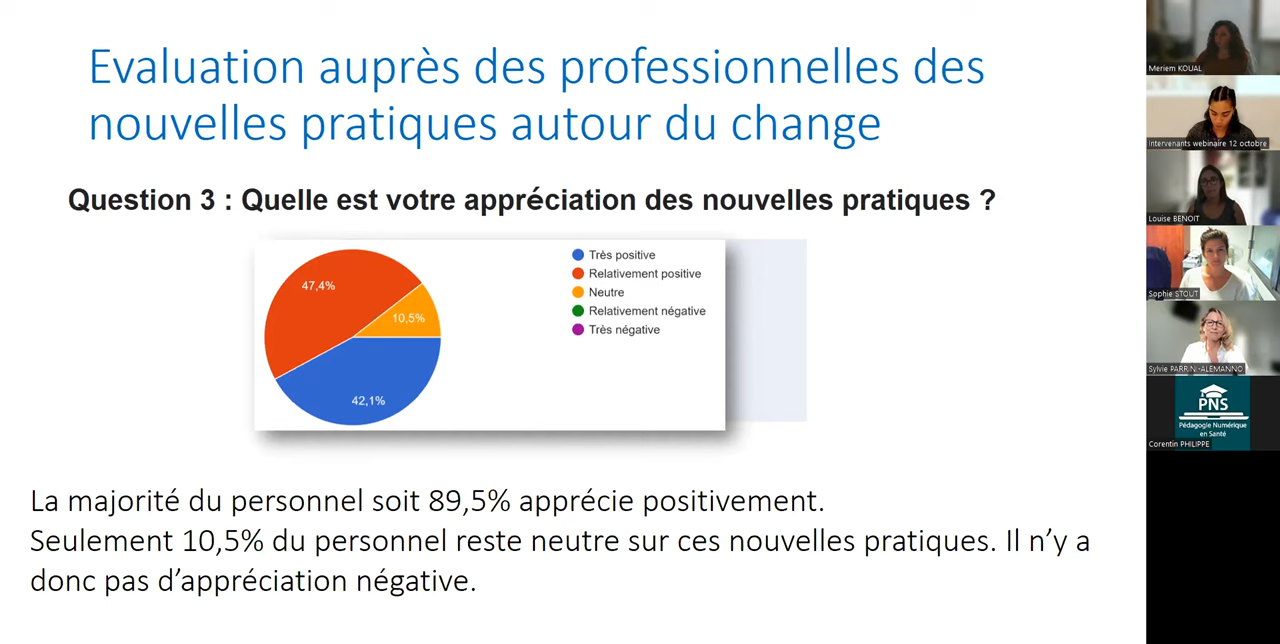 Evaluation auprès des professionnelles des
nouvelles pratiques autour du change
Question 3 : Quelle est votre appréciation des nouvelles pratiques ?
Très positive
Relativement positive
Neutre
Relativement négative
Très négative
47,4%
10,5%
42,1%
La majorité du personnel soit 89,5% apprécie positivement.
Seulement 10,5% du personnel reste neutre sur ces nouvelles pratiques. Il n’y a
donc pas d’appréciation négative.
Meriem KOUAL
Intervenants webinaire 12 octobre
Louise BENOIT
Sophie STOUT
Sylvie PARRINI-ALEMANNO
PNS
Pédagogie Numérique
en Santé
Corentin PHILIPPE